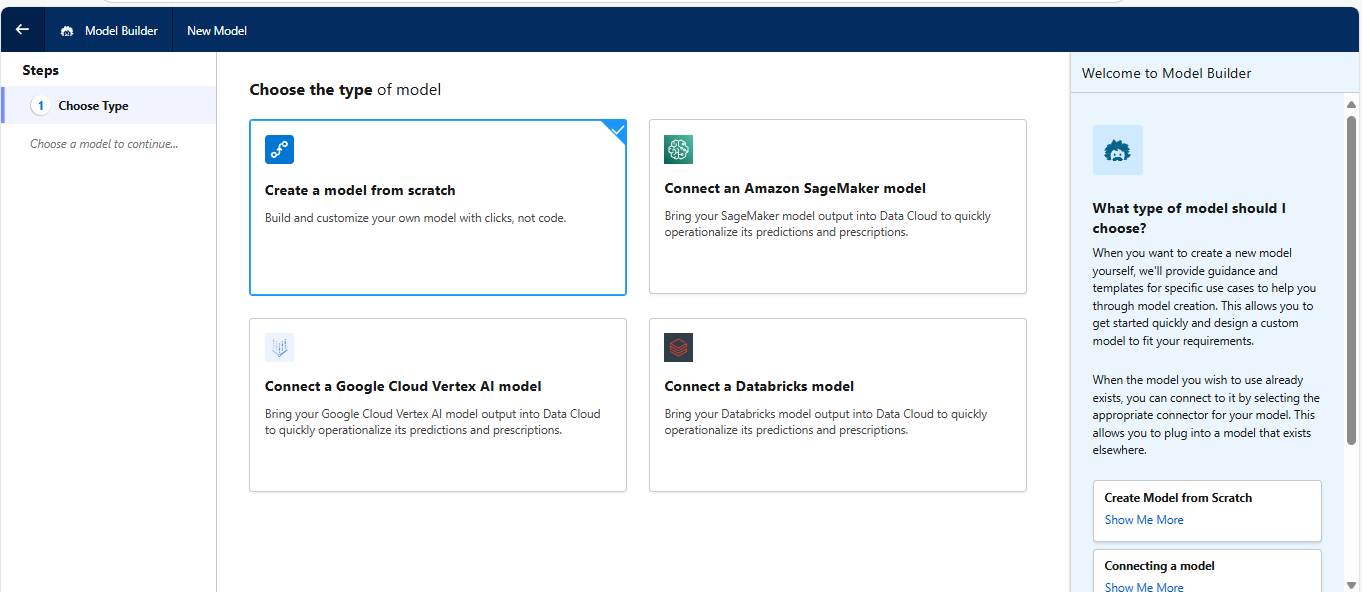 Model Builder
New Model
Steps
1 Choose Type
Choose a model to continue...
Choose the type of model
Create a model from scratch
Build and customize your own model with clicks, not code.
Connect an Amazon SageMaker model
Bring your SageMaker model output into Data Cloud to quickly
operationalize its predictions and prescriptions.
Connect a Google Cloud Vertex AI model
Bring your Google Cloud Vertex AI model output into Data Cloud
to quickly operationalize its predictions and prescriptions.
Connect a Databricks model
Bring your Databricks model output into Data Cloud to quickly
operationalize its predictions and prescriptions.
Welcome to Model Builder
What type of model should I
choose?
When you want to create a new model
yourself, we'll provide guidance and
templates for specific use cases to help you
through model creation. This allows you to
get started quickly and design a custom
model to fit your requirements.
When the model you wish to use already
exists, you can connect to it by selecting the
appropriate connector for your model. This
allows you to plug into a model that exists
elsewhere.
Create Model from Scratch
Show Me More
Connecting a model
Show Me More